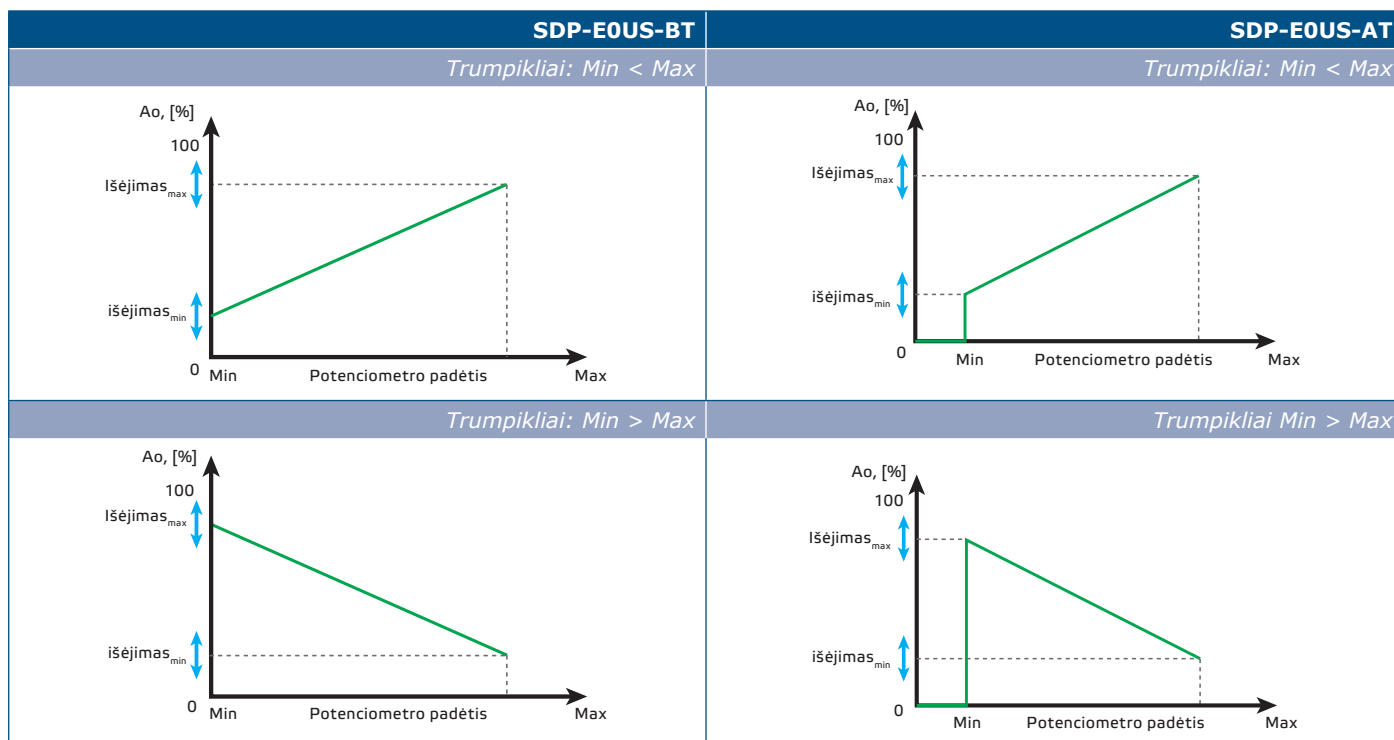 SDP-E0US-BT
SDP-E0US-AT
Trumpikliai: Min < Max
Trumpikliai: Min < Max
Ao, [%]
100
Išėjimasmax
išėjimasmin
0
Min
Potenciometro padėtis
Max
Ao, [%]
100
Išėjimasmax
išėjimasmin
0
Min
Potenciometro padėtis
Max
Trumpikliai: Min > Max
Trumpikliai Min > Max
Ao, [%]
100
Išėjimasmax
išėjimasmin
0
Min
Potenciometro padėtis
Max
Ao, [%]
100
Išėjimasmax
išėjimasmin
0
Min
Potenciometro padėtis
Max